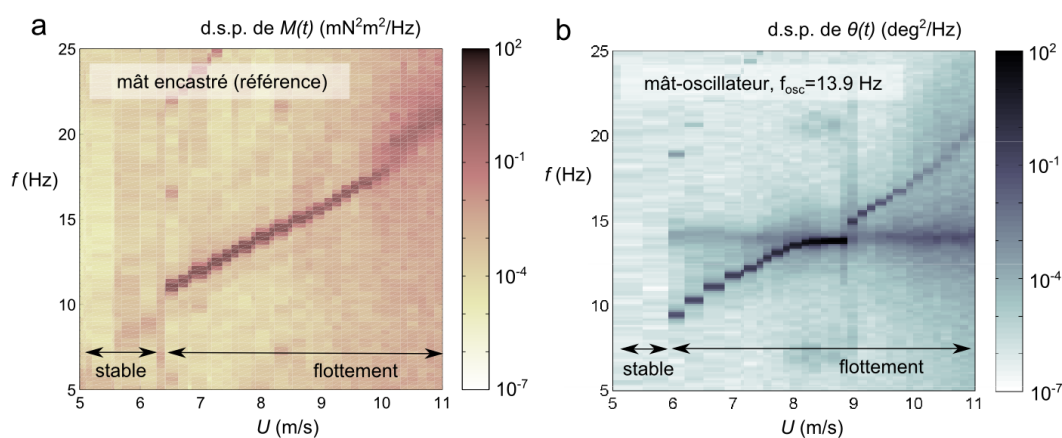 a
d.s.p. de M(t) (mN²m²/Hz)
mât encastré (référence)
25
20
15
10
5
f (Hz)
stable
flottement
5 6 7 8 9 10 11
U (m/s)
10²
10⁻¹
10⁻⁴
10⁻⁷
b
d.s.p. de θ(t) (deg²/Hz)
mât-oscillateur, fosc=13.9 Hz
25
20
15
10
5
f (Hz)
stable
flottement
5 6 7 8 9 10 11
U (m/s)
10²
10⁻¹
10⁻⁴
10⁻⁷